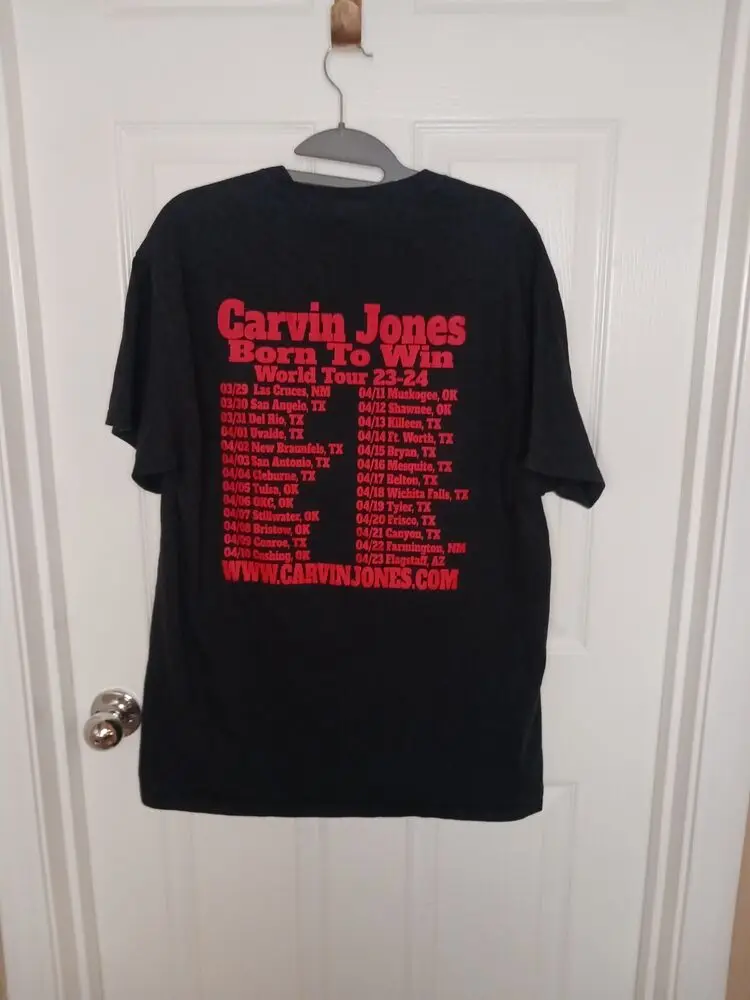 Carvin Jones
Born To Win
World Tour 23-24
03/29 Las Cruces, NM
03/30 San Angelo, TX
03/31 Del Rio, TX
04/01 Uvalde, TX
04/02 New Braunfels, TX
04/03 San Antonio, TX
04/04 Cleburne, TX
04/05 Tulsa, OK
04/06 OKC, OK
04/07 Stillwater, OK
04/08 Bristow, OK
04/09 Conroe, TX
04/10 Cushing, OK
04/11 Muskogee, OK
04/12 Shawnee, OK
04/13 Killeen, TX
04/14 Ft. Worth, TX
04/15 Bryan, TX
04/16 Mesquite, TX
04/17 Belton, TX
04/18 Wichita Falls, TX
04/19 Tyler, TX
04/20 Frisco, TX
04/21 Canyon, TX
04/22 Farmington, NM
04/23 Flagstaff, AZ
WWW.CARVINJONES.COM